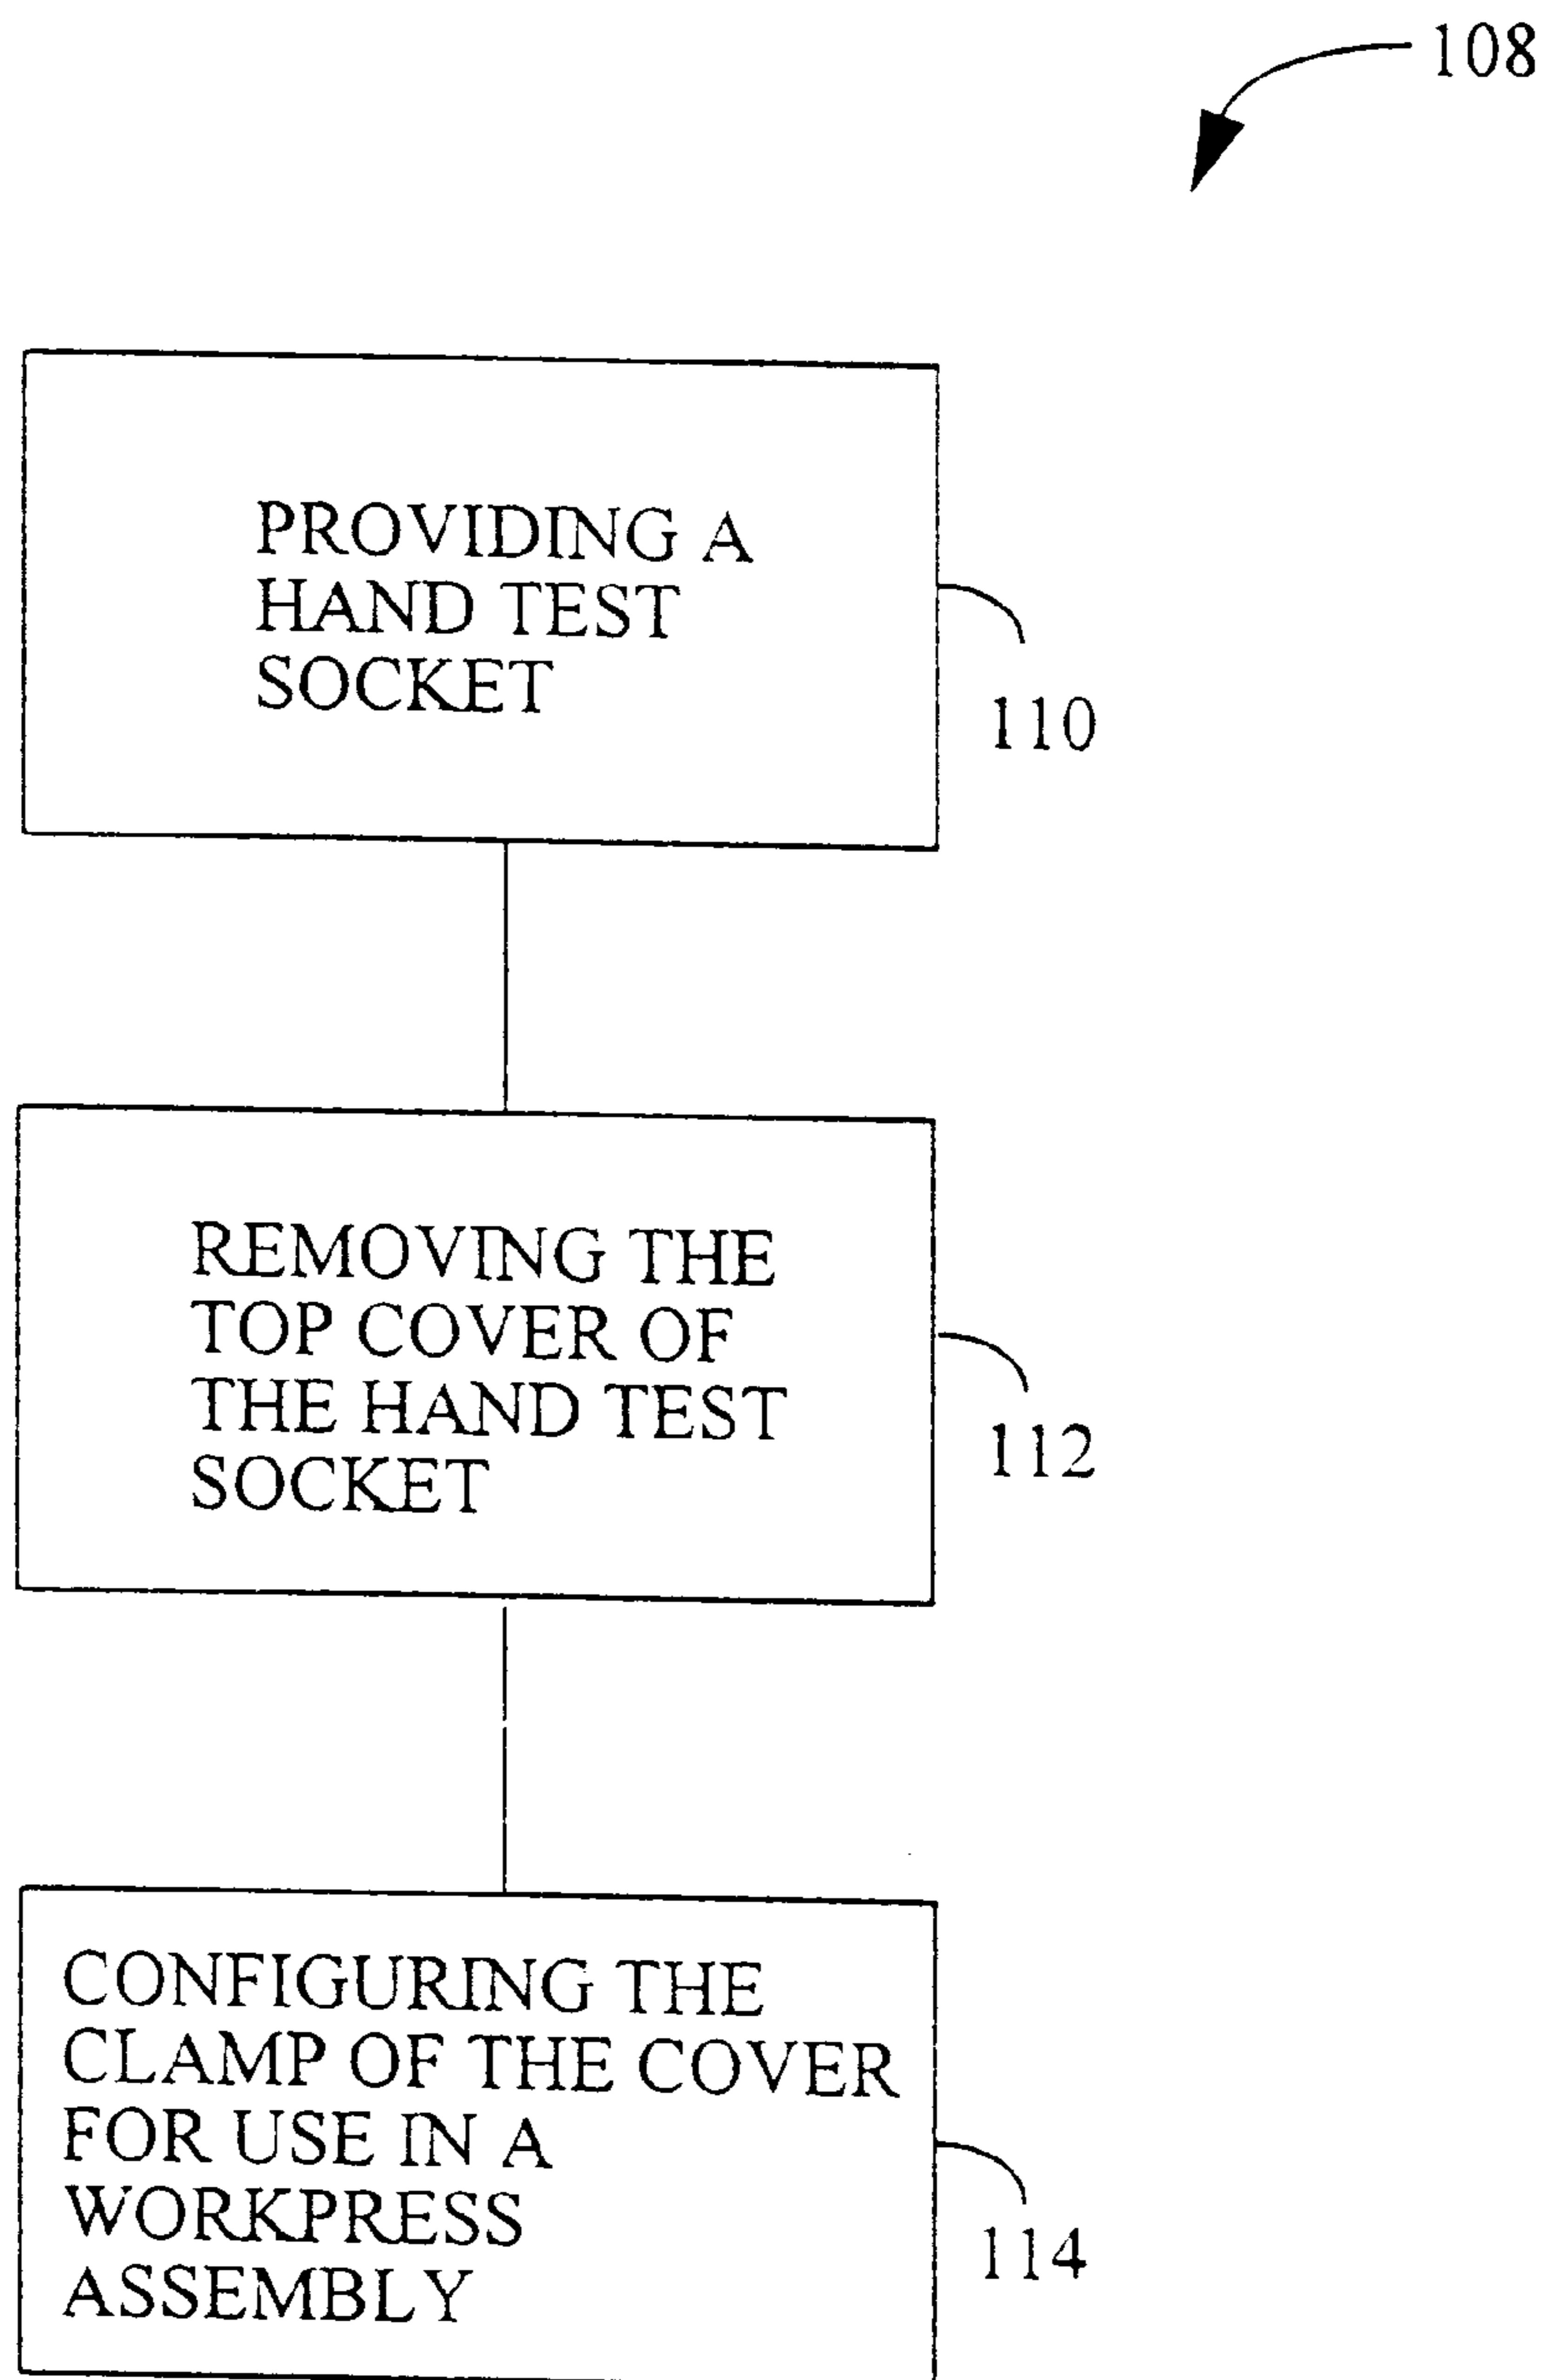 108
PROVIDING A
HAND TEST
SOCKET
110
REMOVING THE
TOP COVER OF
THE HAND TEST
SOCKET
112
CONFIGURING THE
CLAMP OF THE COVER
FOR USE IN A
WORKPRESS
ASSEMBLY
114